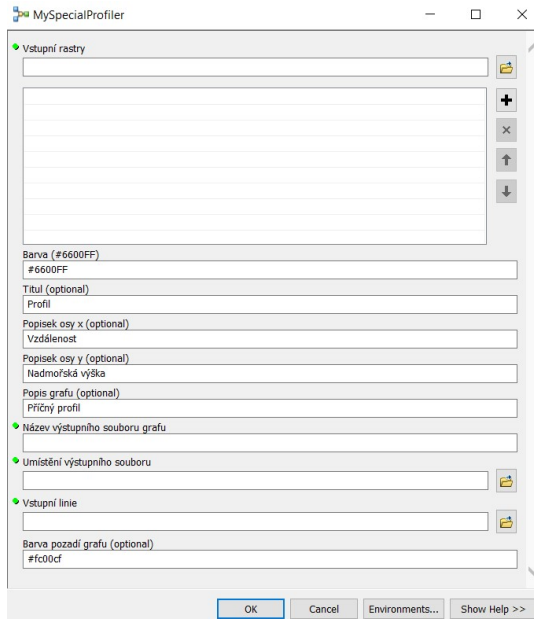 MySpecialProfiler
Vstupní rastry
Barva (#6600FF)
#6600FF
Titul (optional)
Profil
Popisek osy x (optional)
Vzdálenost
Popisek osy y (optional)
Nadmořská výška
Popis grafu (optional)
Příčný profil
Název výstupního souboru grafu
Umístění výstupního souboru
Vstupní linie
Barva pozadí grafu (optional)
#fc00cf
OK Cancel Environments... Show Help >>